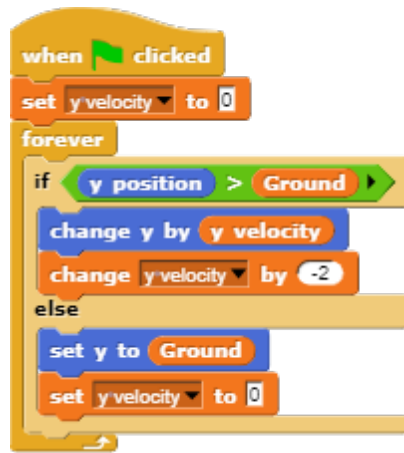 when clicked
set y velocity to 0
forever
if y position > Ground
change y by y velocity
change y velocity by -2
else
set y to Ground
set y velocity to 0